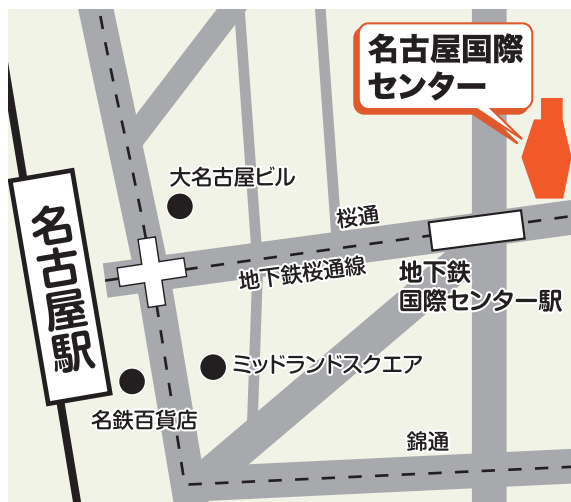 名古屋国際
センター
大名古屋ビル
桜通
地下鉄桜通線
地下鉄
国際センター駅
名古屋駅
ミッドランドスクエア
名鉄百貨店
錦通